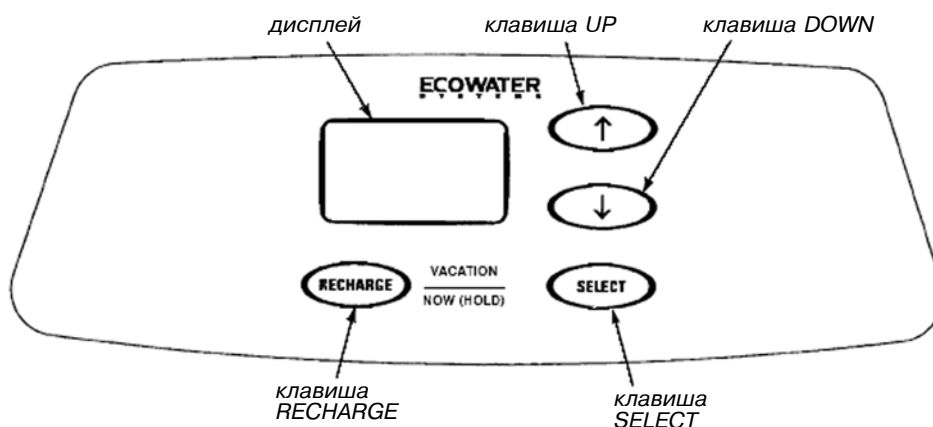 дисплей
клавиша UP
клавиша DOWN
ECOWATER
SYSTEMS
↑
↓
RECHARGE
VACATION
NOW (HOLD)
SELECT
клавиша
RECHARGE
клавиша
SELECT